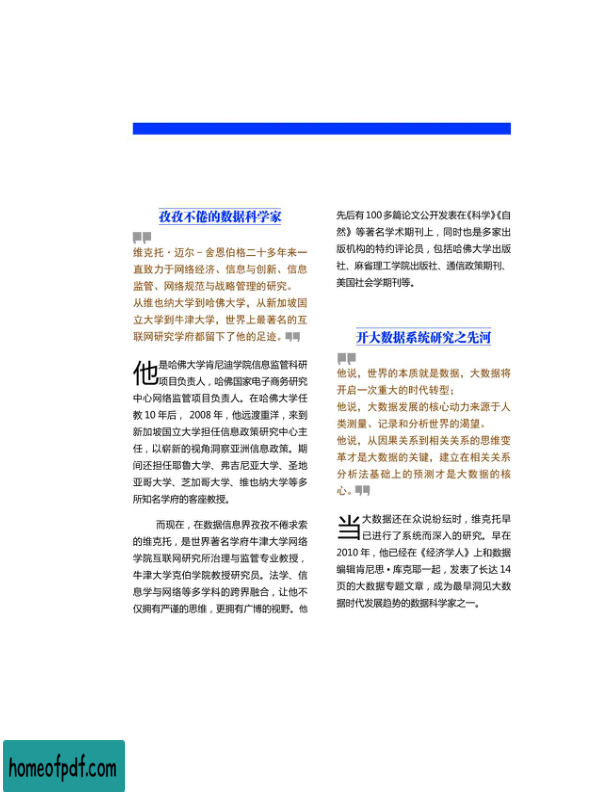 孜孜不倦的数据科学家
维克托·迈尔－舍恩伯格二十多年来一
直致力于网络经济、信息与创新、信息
监管、网络规范与战略管理的研究。
从维也纳大学到哈佛大学，从新加坡国
立大学到牛津大学，世界上最著名的互
联网研究学府都留下了他的足迹。
他是哈佛大学肯尼迪学院信息监管科研
项目负责人，哈佛国家电子商务研究
中心网络监管项目负责人。在哈佛大学任
教 10 年后， 2008 年，他远渡重洋，来到
新加坡国立大学担任信息政策研究中心主
任，以崭新的视角洞察亚洲信息政策。期
间还担任耶鲁大学、弗吉尼亚大学、圣地
亚哥大学、芝加哥大学、维也纳大学等多
所知名学府的客座教授。
而现在，在数据信息界孜孜不倦求索
的维克托，是世界著名学府牛津大学网络
学院互联网研究所治理与监管专业教授，
牛津大学克伯学院教授研究员。法学、信
息学与网络等多学科的跨界融合，让他不
仅拥有严谨的思维，更拥有广博的视野。他
先后有 100 多篇论文公开发表在《科学》《自
然》等著名学术期刊上，同时也是多家出
版机构的特约评论员，包括哈佛大学出版
社、麻省理工学院出版社、通信政策期刊、
美国社会学期刊等。
开大数据系统研究之先河
他说，世界的本质就是数据，大数据将
开启一次重大的时代转型；
他说，大数据发展的核心动力来源于人
类测量、记录和分析世界的渴望。
他说，从因果关系到相关关系的思维变
革才是大数据的关键，建立在相关关系
分析法基础上的预测才是大数据的核
心。
当大数据还在众说纷纭时，维克托早
已进行了系统而深入的研究。早在
2010 年，他已经在《经济学人》上和数据
编辑肯尼思·库克耶一起，发表了长达 14
页的大数据专题文章，成为最早洞见大数
据时代发展趋势的数据科学家之一。
homeofpdf.com